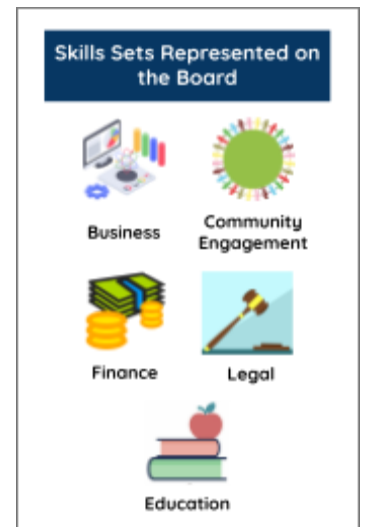 Skills Sets Represented on
the Board
Business
Community
Engagement
Finance
Legal
Education